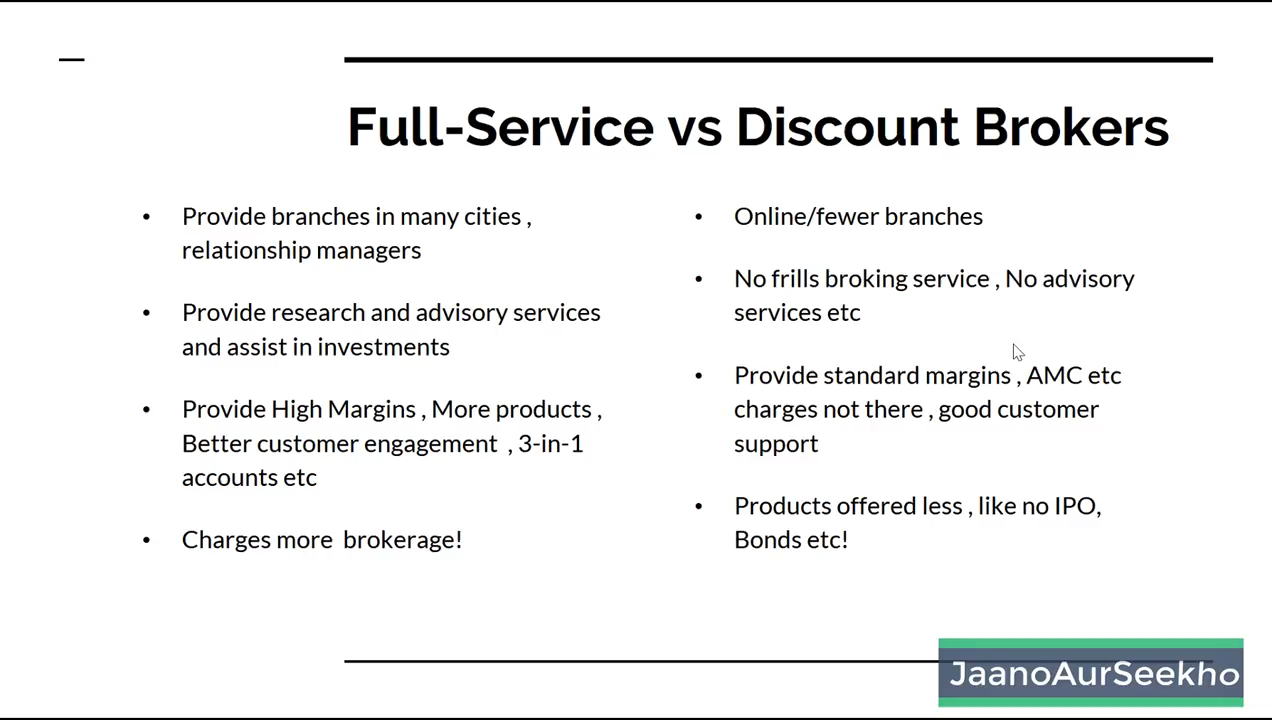 Full-Service vs Discount Brokers
• Provide branches in many cities ,
relationship managers
• Provide research and advisory services
and assist in investments
• Provide High Margins , More products ,
Better customer engagement , 3-in-1
accounts etc
• Charges more brokerage!
• Online/fewer branches
• No frills broking service , No advisory
services etc
• Provide standard margins , AMC etc
charges not there , good customer
support
• Products offered less , like no IPO,
Bonds etc!
JaanoAurSeekho